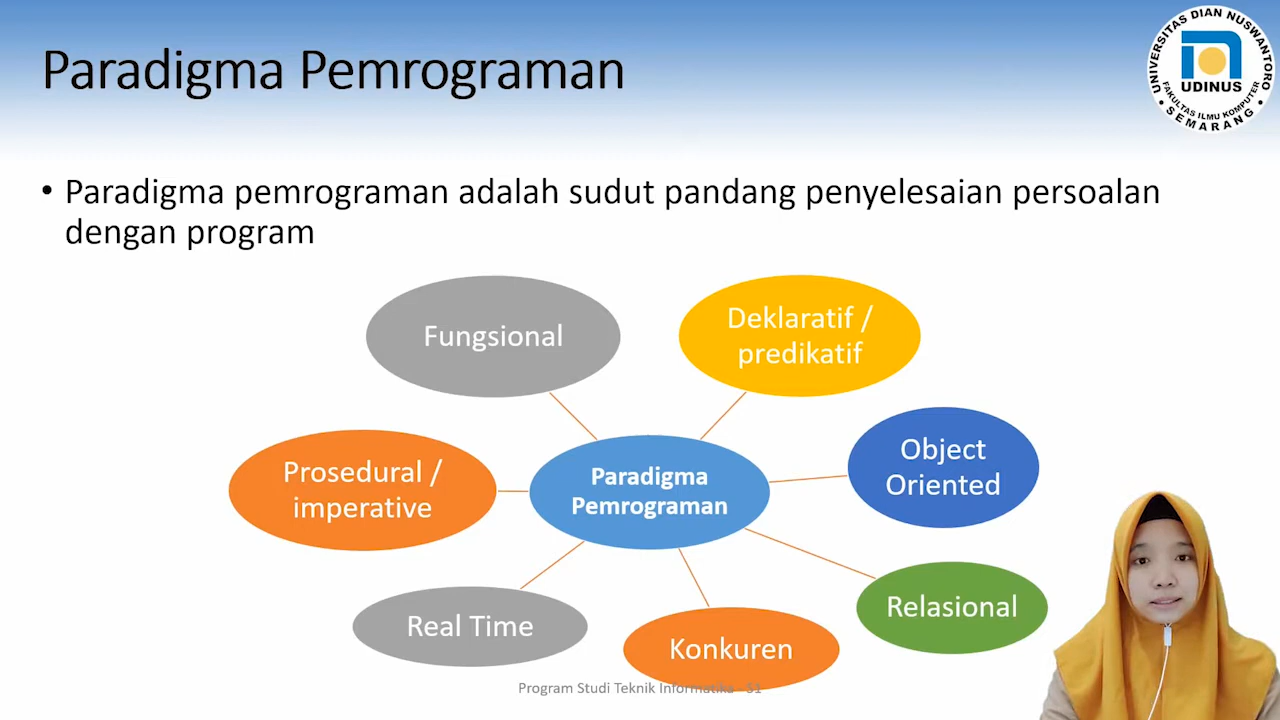 Paradigma Pemrograman
UNIVERSITAS DIAN NUSWANTORO
UDINUS
FAKULTAS ILMU KOMPUTER
• SEMARANG •
• Paradigma pemrograman adalah sudut pandang penyelesaian persoalan
dengan program
Fungsional
Deklaratif /
predikatif
Prosedural /
imperative
Paradigma
Pemrograman
Object
Oriented
Real Time
Konkuren
Relasional
Program Studi Teknik Informatika - S1